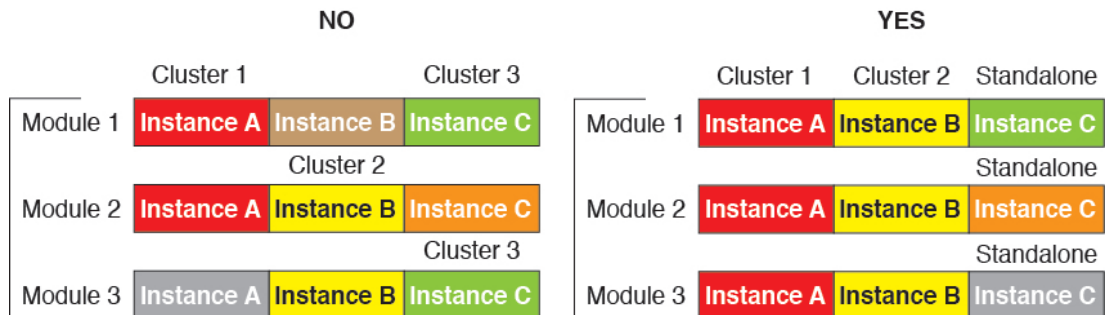 NO
Cluster 1 Cluster 3
Module 1 Instance A Instance B Instance C
Cluster 2
Module 2 Instance A Instance B Instance C
Cluster 3
Module 3 Instance A Instance B Instance C
YES
Cluster 1 Cluster 2 Standalone
Module 1 Instance A Instance B Instance C
Standalone
Module 2 Instance A Instance B Instance C
Standalone
Module 3 Instance A Instance B Instance C